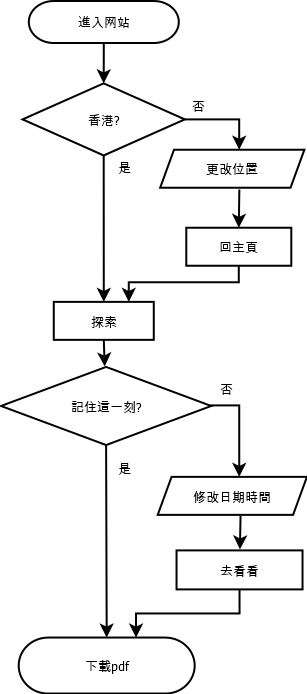 進入网站
香港?
否
是
更改位置
回主頁
探索
記住這一刻?
否
是
修改日期時間
去看看
下載pdf